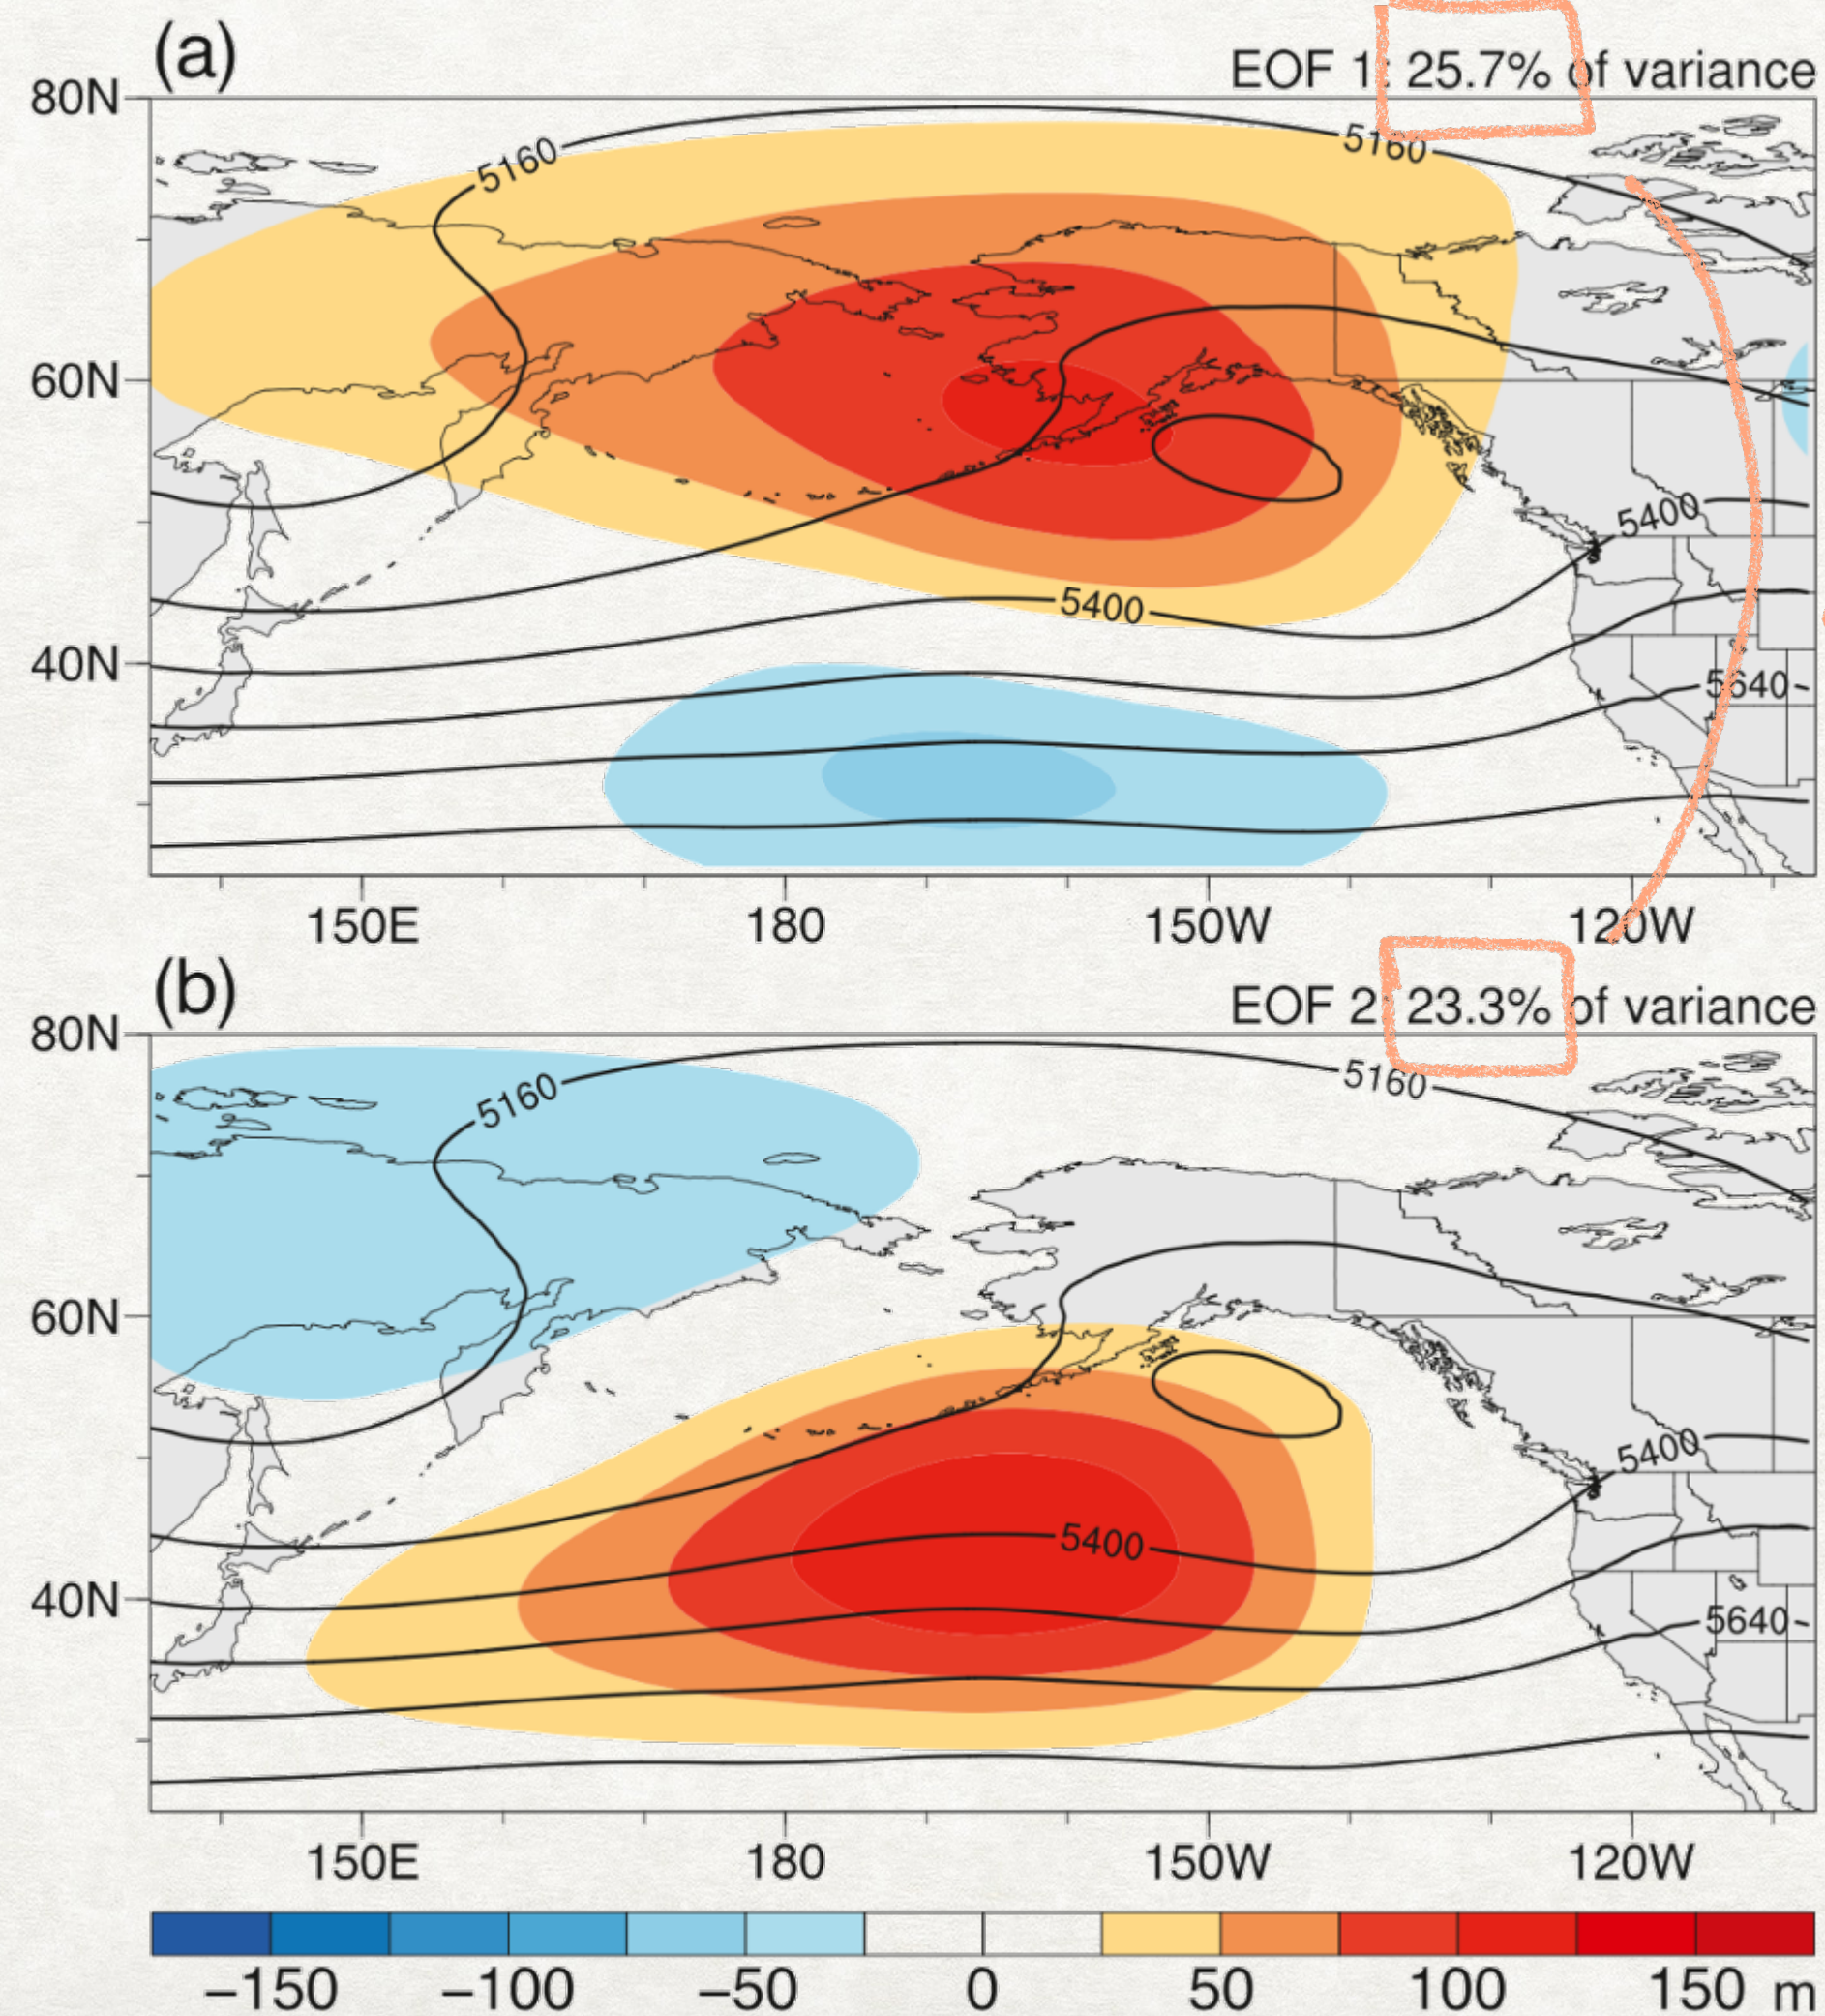 (a)
EOF 1: 25.7% of variance
80N
5160
5160
60N
5400
5400
40N
5640
150E 180 150W 120W
(b)
EOF 2: 23.3% of variance
80N
5160
5160
60N
5400
5400
40N
5640
150E 180 150W 120W
−150 −100 −50 0 50 100 150 m